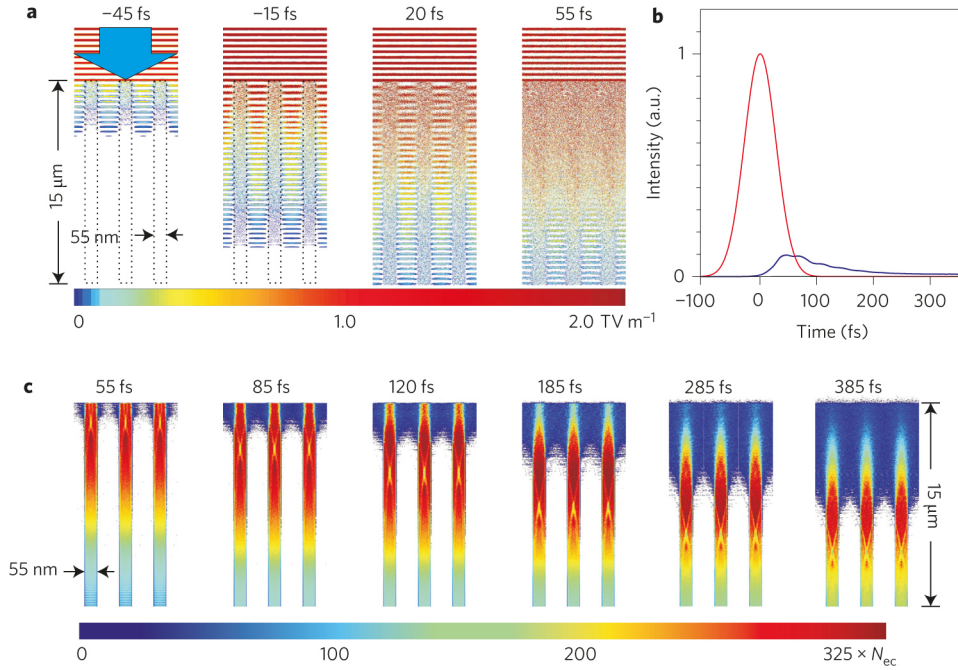 a
−45 fs
−15 fs
20 fs
55 fs
15 μm
55 nm
0
1.0
2.0
TV m⁻¹
b
1
0
Intensity (a.u.)
−100
0
100
200
300
Time (fs)
c
55 fs
85 fs
120 fs
185 fs
285 fs
385 fs
55 nm
15 μm
0
100
200
325 × Nec